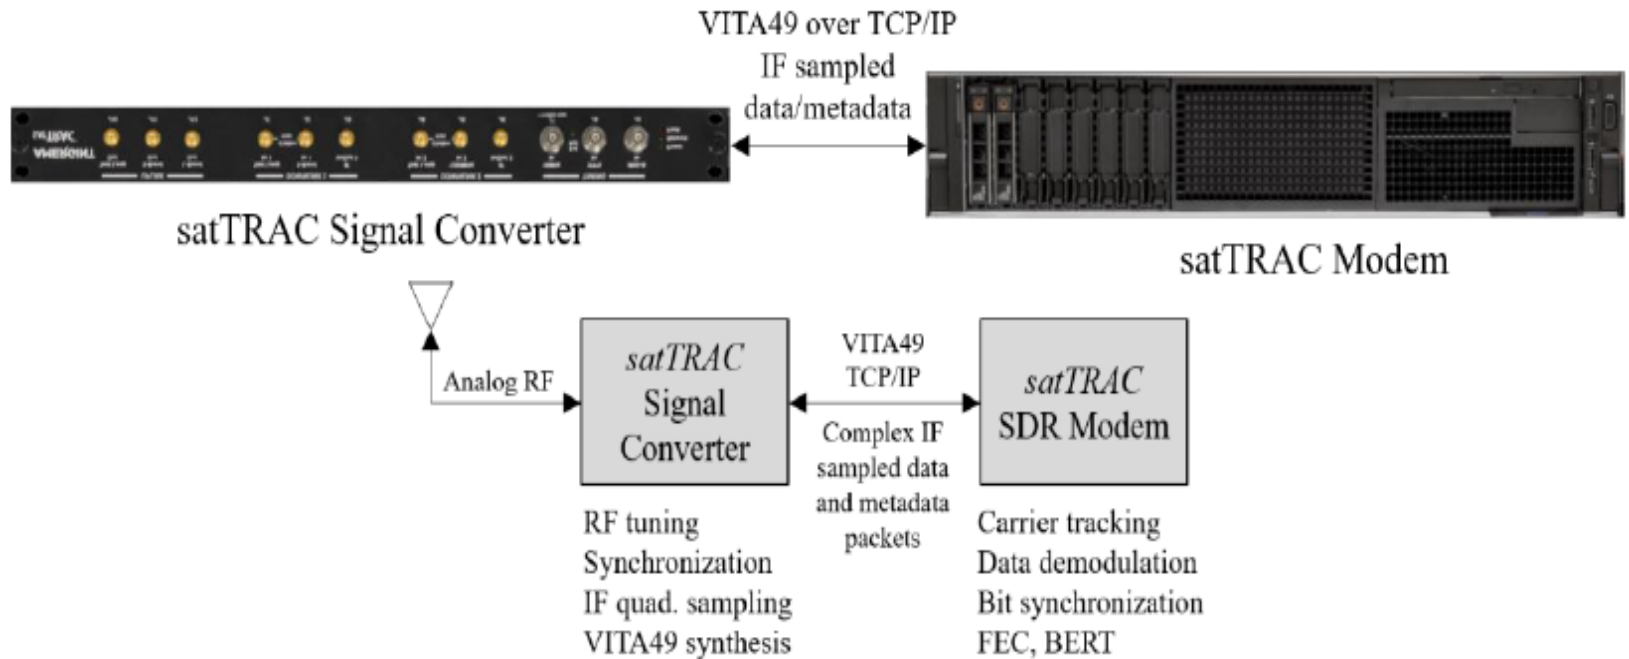 VITA49 over TCP/IP
IF sampled
data/metadata
satTRAC Signal Converter
satTRAC Modem
Analog RF
satTRAC
Signal
Converter
VITA49
TCP/IP
Complex IF
sampled data
and metadata
packets
satTRAC
SDR Modem
RF tuning
Synchronization
IF quad. sampling
VITA49 synthesis
Carrier tracking
Data demodulation
Bit synchronization
FEC, BERT